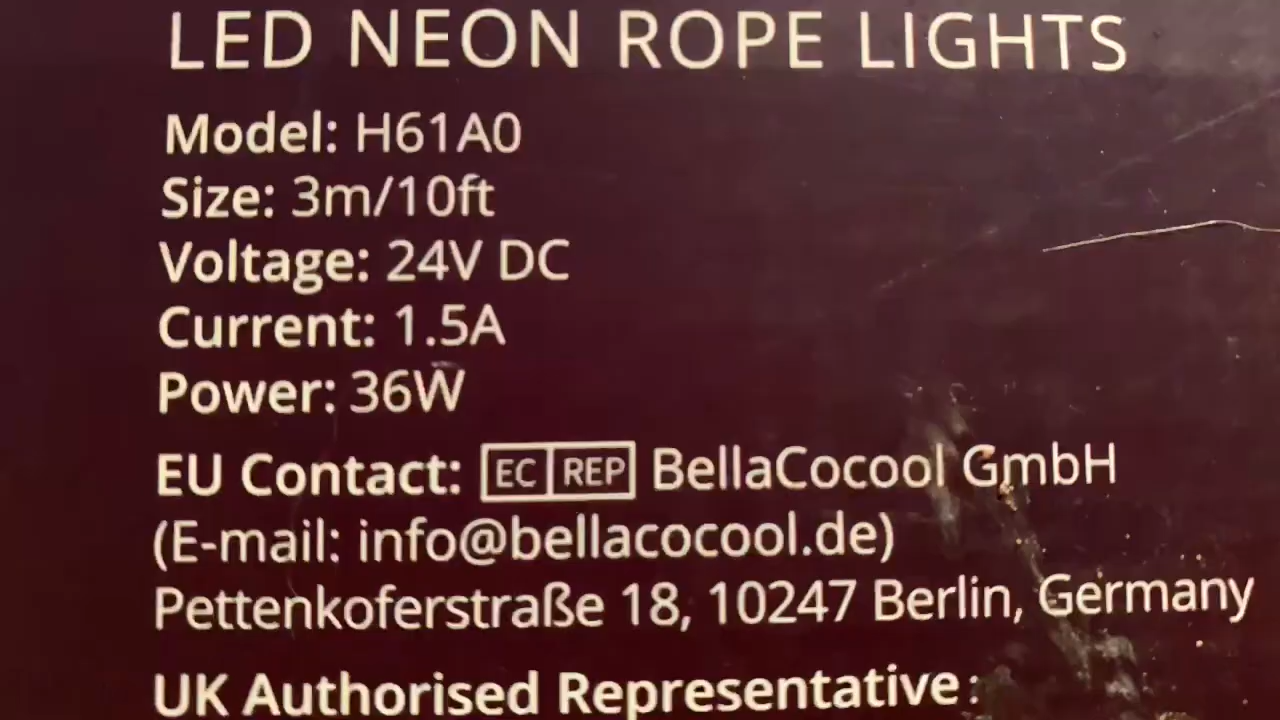 LED NEON ROPE LIGHTS
Model: H61A0
Size: 3m/10ft
Voltage: 24V DC
Current: 1.5A
Power: 36W
EU Contact: EC REP BellaCocool GmbH
(E-mail: info@bellacocool.de)
Pettenkoferstraße 18, 10247 Berlin, Germany
UK Authorised Representative: